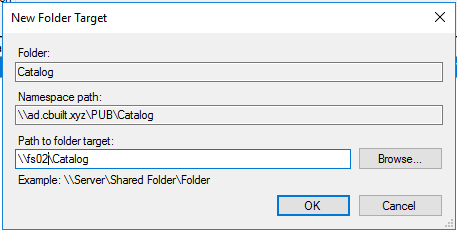 New Folder Target
Folder:
Catalog
Namespace path:
\\ad.cbuilt.xyz\PUB\Catalog
Path to folder target:
\\fs02\Catalog
Browse...
Example: \\Server\Shared Folder\Folder
OK
Cancel